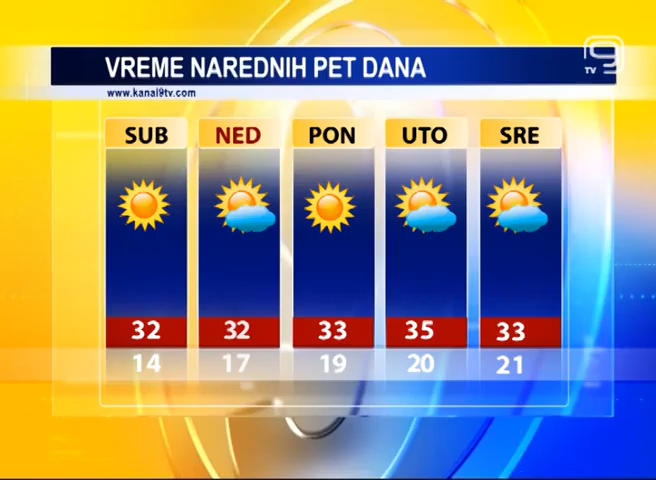 VREME NAREDNIH PET DANA
www.kanal9tv.com
TV 9
SUB NED PON UTO SRE
32 32 33 35 33
14 17 19 20 21